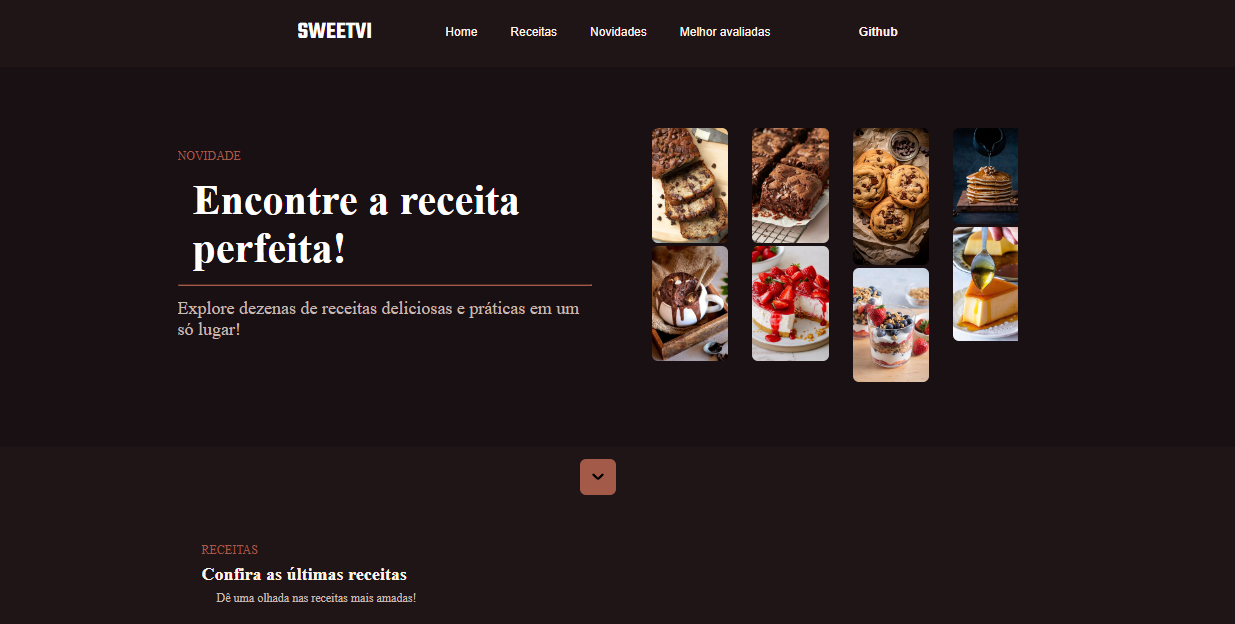 SWEETVI
Home
Receitas
Novidades
Melhor avaliadas
Github
NOVIDADE
Encontre a receita
perfeita!
Explore dezenas de receitas deliciosas e práticas em um
só lugar!
RECEITAS
Confira as últimas receitas
Dê uma olhada nas receitas mais amadas!